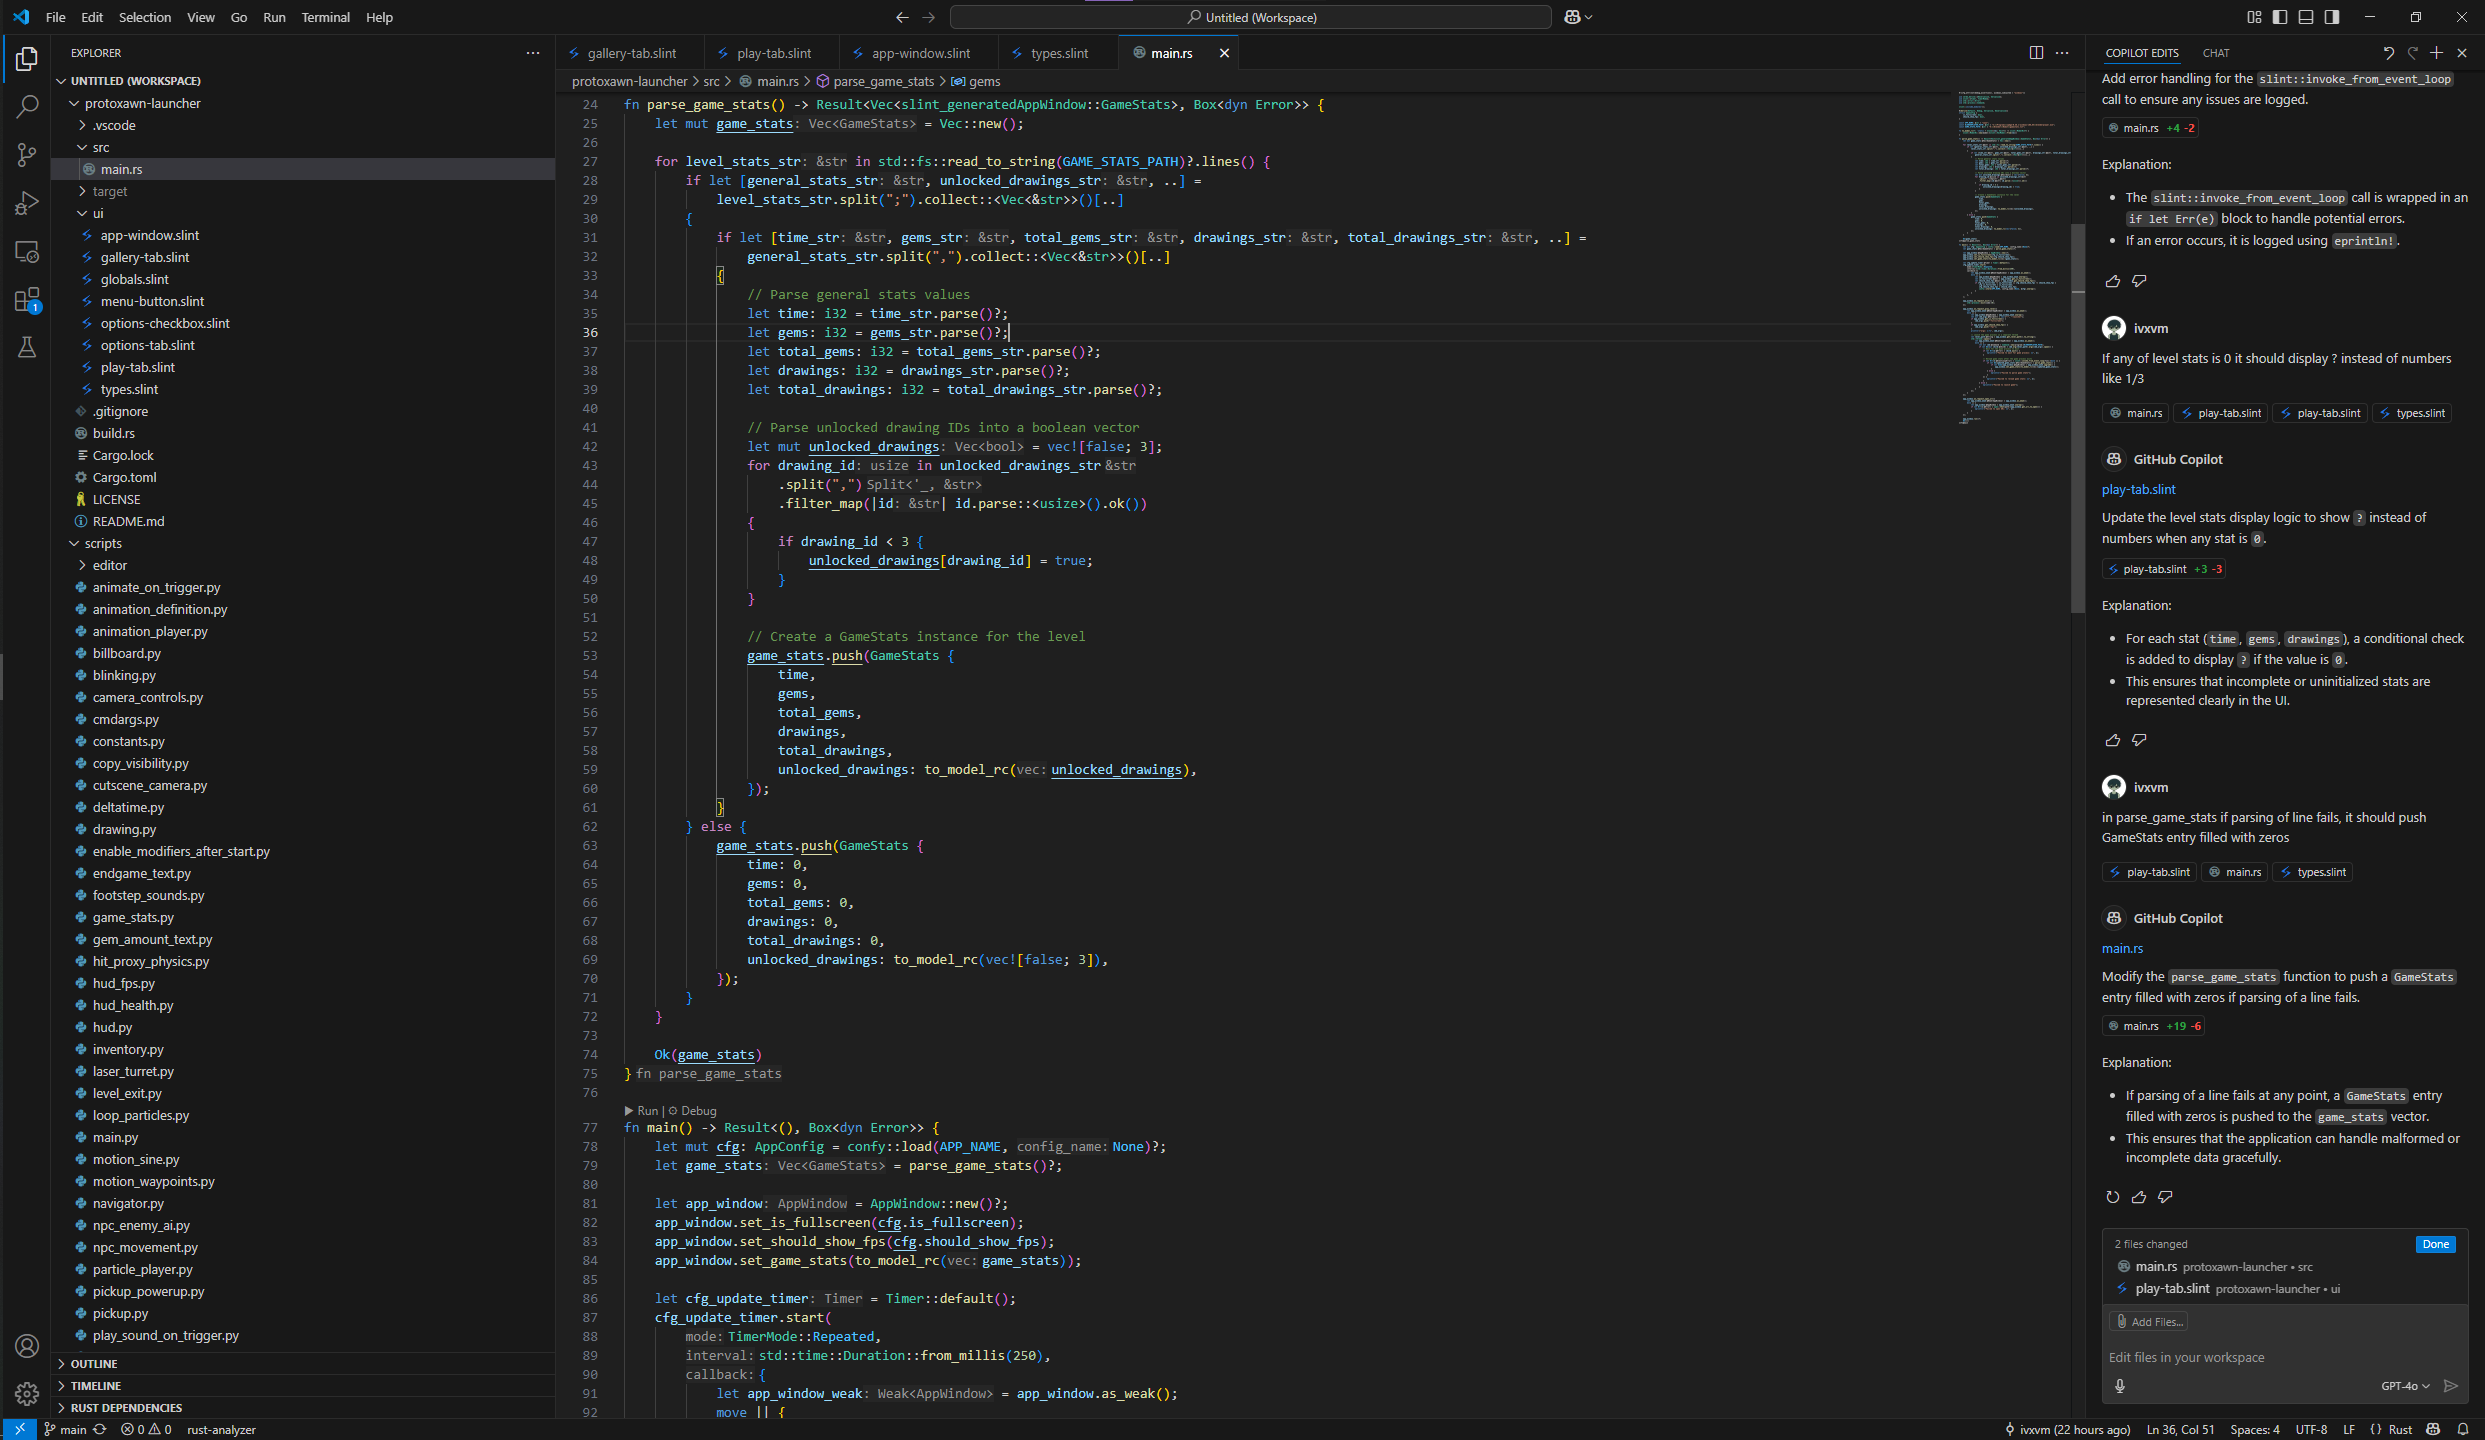 File Edit Selection View Go Run Terminal Help
Untitled (Workspace)
EXPLORER
UNTITLED (WORKSPACE)
protoxawn-launcher
.vscode
src
main.rs
target
ui
app-window.slint
gallery-tab.slint
globals.slint
menu-button.slint
options-checkbox.slint
options-tab.slint
play-tab.slint
types.slint
.gitignore
build.rs
Cargo.lock
Cargo.toml
LICENSE
README.md
scripts
editor
animate_on_trigger.py
animation_definition.py
animation_player.py
billboard.py
blinking.py
camera_controls.py
cmdargs.py
constants.py
copy_visibility.py
cutscene_camera.py
deltatime.py
drawing.py
enable_modifiers_after_start.py
endgame_text.py
footstep_sounds.py
game_stats.py
gem_amount_text.py
hit_proxy_physics.py
hud_fps.py
hud_health.py
hud.py
inventory.py
laser_turret.py
level_exit.py
loop_particles.py
main.py
motion_sine.py
motion_waypoints.py
navigator.py
npc_enemy_ai.py
npc_movement.py
particle_player.py
pickup_powerup.py
pickup.py
play_sound_on_trigger.py
OUTLINE
TIMELINE
RUST DEPENDENCIES
1
gallery-tab.slint play-tab.slint app-window.slint types.slint main.rs
protoxawn-launcher > src > main.rs > parse_game_stats > gems
24 fn parse_game_stats() -> Result<Vec<slint_generatedAppWindow::GameStats>, Box<dyn Error>> {
25 let mut game_stats: Vec<GameStats> = Vec::new();
26
27 for level_stats_str: &str in std::fs::read_to_string(GAME_STATS_PATH)?.lines() {
28 if let [general_stats_str: &str, unlocked_drawings_str: &str, ..] =
29 level_stats_str.split(";").collect::<Vec<&str>>()[..]
30 {
31 if let [time_str: &str, gems_str: &str, total_gems_str: &str, drawings_str: &str, total_drawings_str: &str, ..] =
32 general_stats_str.split(",").collect::<Vec<&str>>()[..]
33 {
34 // Parse general stats values
35 let time: i32 = time_str.parse()?;
36 let gems: i32 = gems_str.parse()?;
37 let total_gems: i32 = total_gems_str.parse()?;
38 let drawings: i32 = drawings_str.parse()?;
39 let total_drawings: i32 = total_drawings_str.parse()?;
40
41 // Parse unlocked drawing IDs into a boolean vector
42 let mut unlocked_drawings: Vec<bool> = vec![false; 3];
43 for drawing_id: usize in unlocked_drawings_str &str
44 .split(",") Split<'_, &str>
45 .filter_map(|id: &str| id.parse::<usize>().ok())
46 {
47 if drawing_id < 3 {
48 unlocked_drawings[drawing_id] = true;
49 }
50 }
51
52 // Create a GameStats instance for the level
53 game_stats.push(GameStats {
54 time,
55 gems,
56 total_gems,
57 drawings,
58 total_drawings,
59 unlocked_drawings: to_model_rc(vec: unlocked_drawings),
60 });
61 }
62 } else {
63 game_stats.push(GameStats {
64 time: 0,
65 gems: 0,
66 total_gems: 0,
67 drawings: 0,
68 total_drawings: 0,
69 unlocked_drawings: to_model_rc(vec![false; 3]),
70 });
71 }
72 }
73
74 Ok(game_stats)
75 } fn parse_game_stats
76
Run | Debug
77 fn main() -> Result<(), Box<dyn Error>> {
78 let mut cfg: AppConfig = confy::load(APP_NAME, config_name: None)?;
79 let game_stats: Vec<GameStats> = parse_game_stats()?;
80
81 let app_window: AppWindow = AppWindow::new()?;
82 app_window.set_is_fullscreen(cfg.is_fullscreen);
83 app_window.set_should_show_fps(cfg.should_show_fps);
84 app_window.set_game_stats(to_model_rc(vec: game_stats));
85
86 let cfg_update_timer: Timer = Timer::default();
87 cfg_update_timer.start(
88 mode: TimerMode::Repeated,
89 interval: std::time::Duration::from_millis(250),
90 callback: {
91 let app_window_weak: Weak<AppWindow> = app_window.as_weak();
92 move || {
COPILOT EDITS CHAT
Add error handling for the slint::invoke_from_event_loop
call to ensure any issues are logged.
main.rs +4 -2
Explanation:
• The slint::invoke_from_event_loop call is wrapped in an
if let Err(e) block to handle potential errors.
• If an error occurs, it is logged using eprintln!.
ivxvm
If any of level stats is 0 it should display ? instead of numbers
like 1/3
main.rs play-tab.slint play-tab.slint types.slint
GitHub Copilot
play-tab.slint
Update the level stats display logic to show ? instead of
numbers when any stat is 0.
play-tab.slint +3 -3
Explanation:
• For each stat (time, gems, drawings), a conditional check
is added to display ? if the value is 0.
• This ensures that incomplete or uninitialized stats are
represented clearly in the UI.
ivxvm
in parse_game_stats if parsing of line fails, it should push
GameStats entry filled with zeros
play-tab.slint main.rs types.slint
GitHub Copilot
main.rs
Modify the parse_game_stats function to push a GameStats
entry filled with zeros if parsing of a line fails.
main.rs +19 -6
Explanation:
• If parsing of a line fails at any point, a GameStats entry
filled with zeros is pushed to the game_stats vector.
• This ensures that the application can handle malformed or
incomplete data gracefully.
2 files changed Done
main.rs protoxawn-launcher • src
play-tab.slint protoxawn-launcher • ui
Add Files...
Edit files in your workspace
GPT-4o
main 0 0 rust-analyzer
ivxvm (22 hours ago) Ln 36, Col 51 Spaces: 4 UTF-8 LF {} Rust